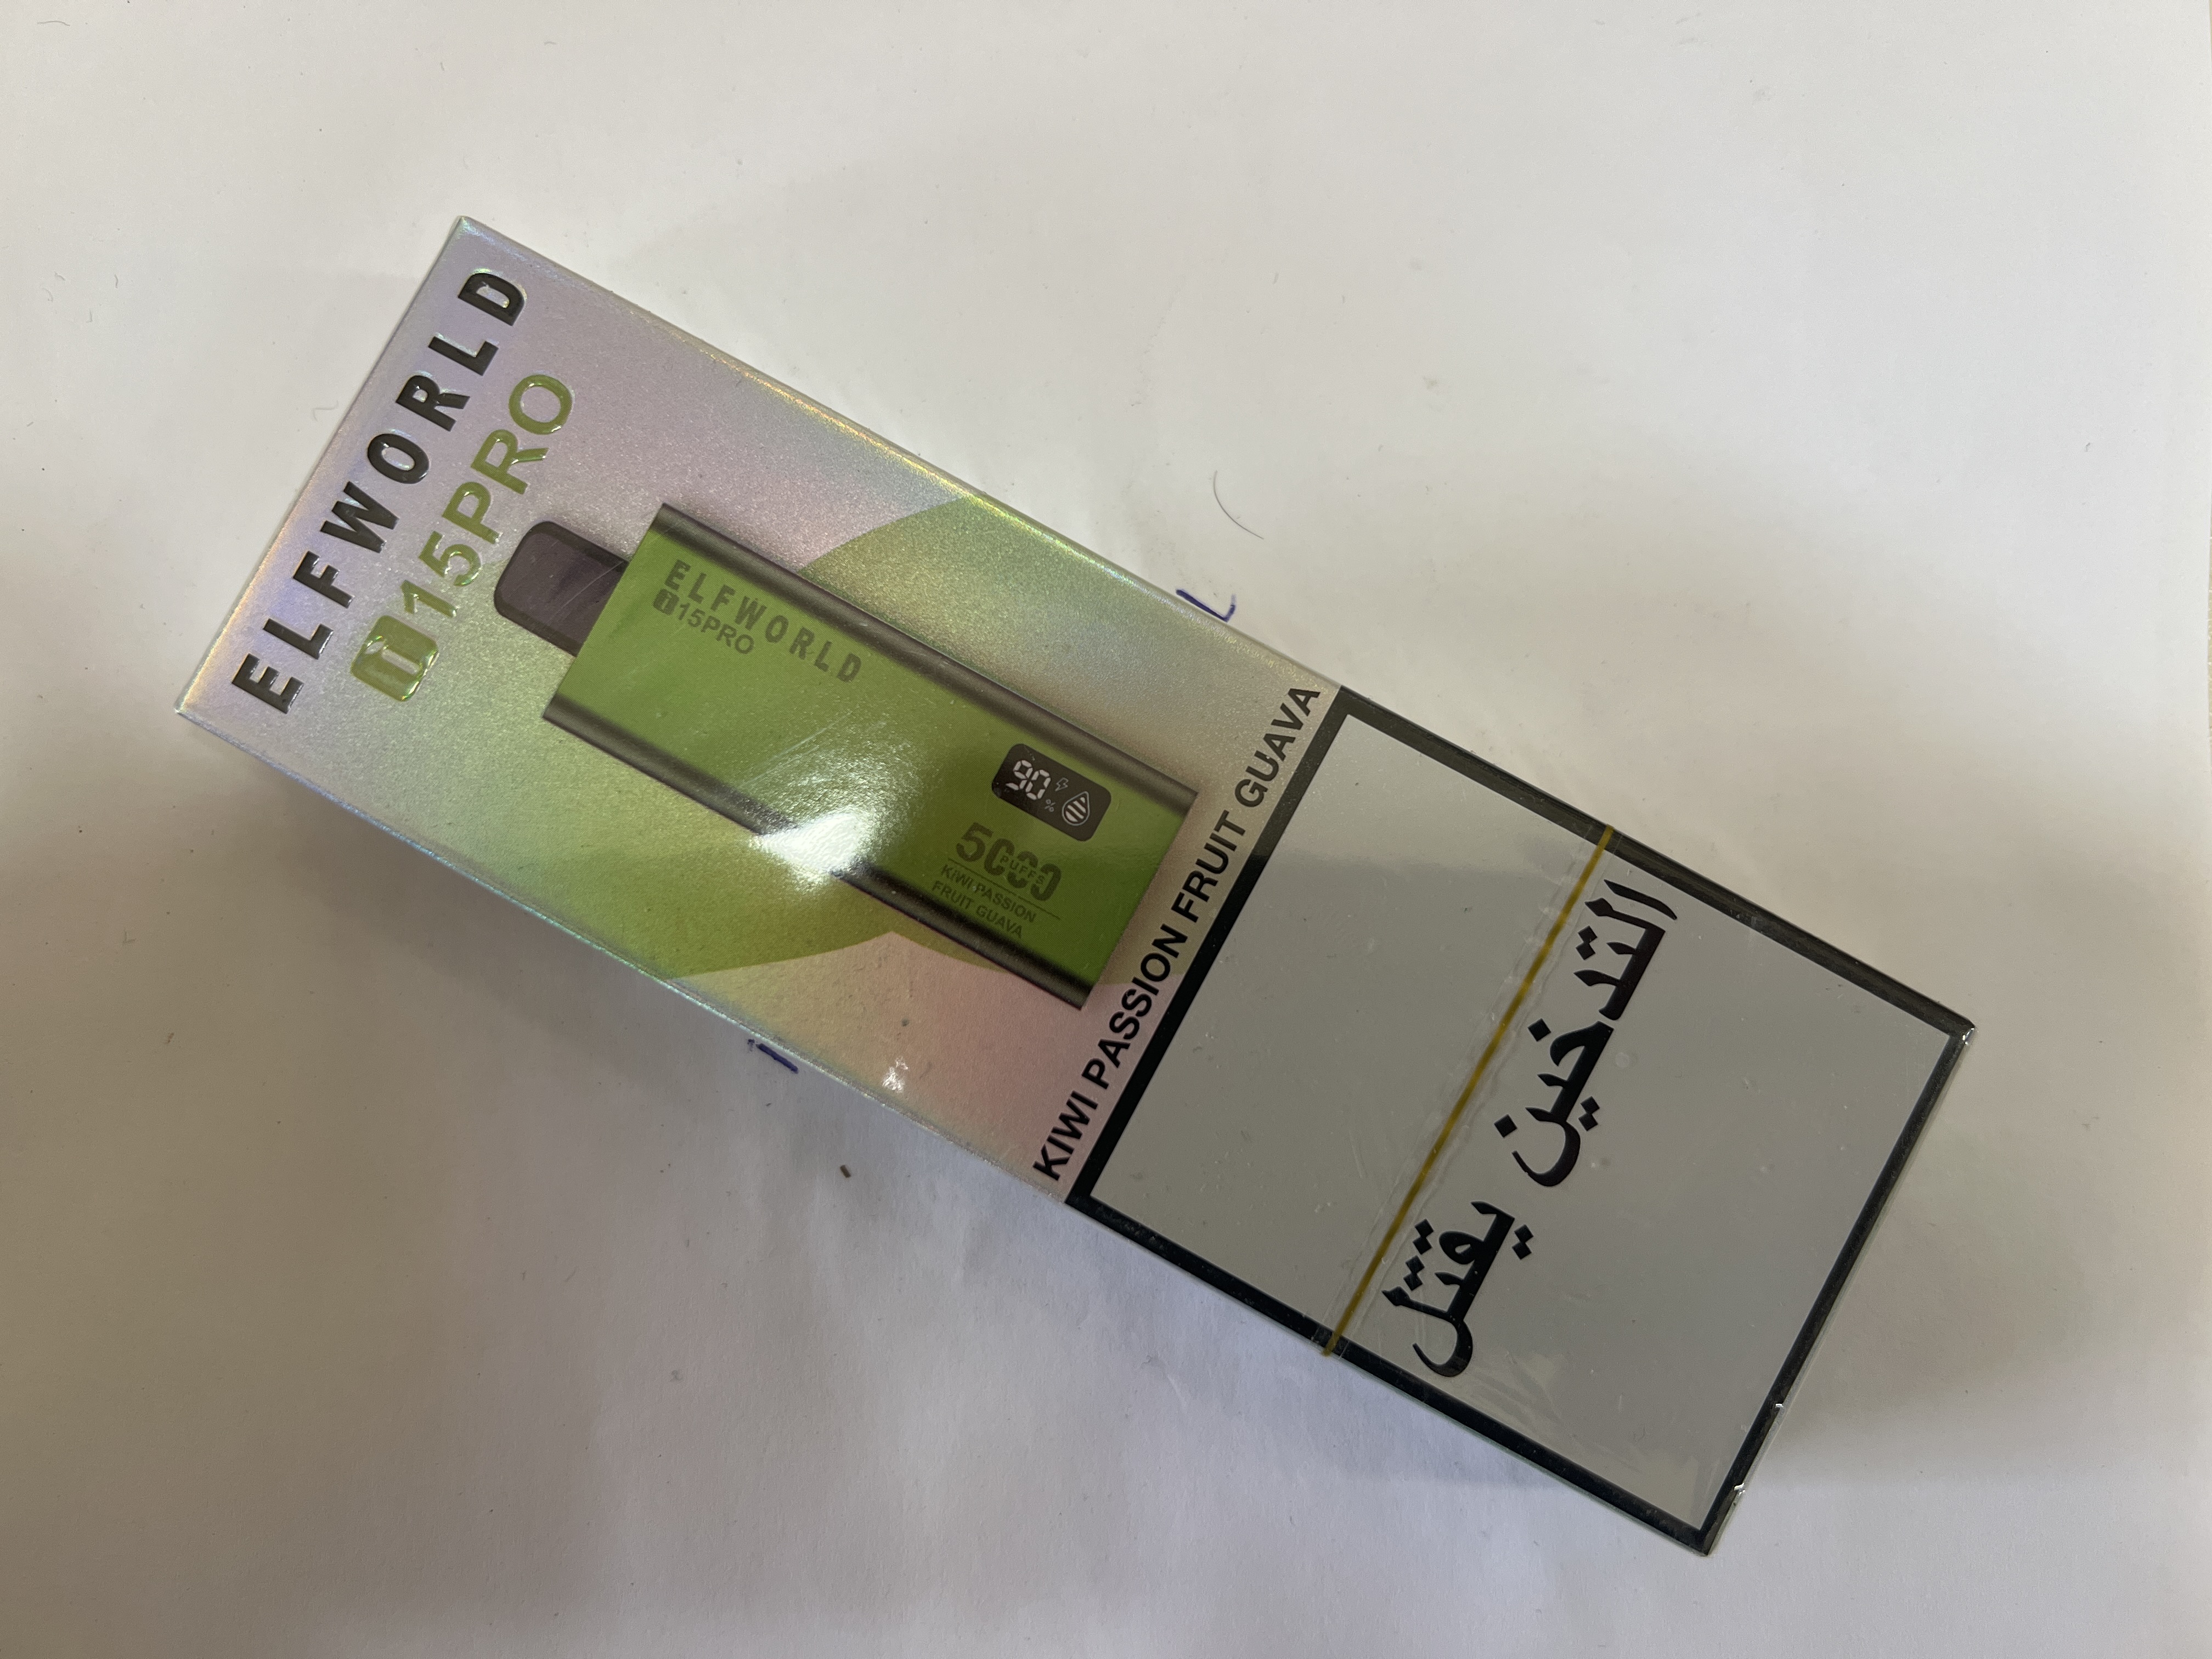 ELFWORLD
i15PRO
ELFWORLD
i15PRO
90%
5000
PUFFS
KIWI PASSION
FRUIT GUAVA
KIWI PASSION FRUIT GUAVA
التدخين يقتل